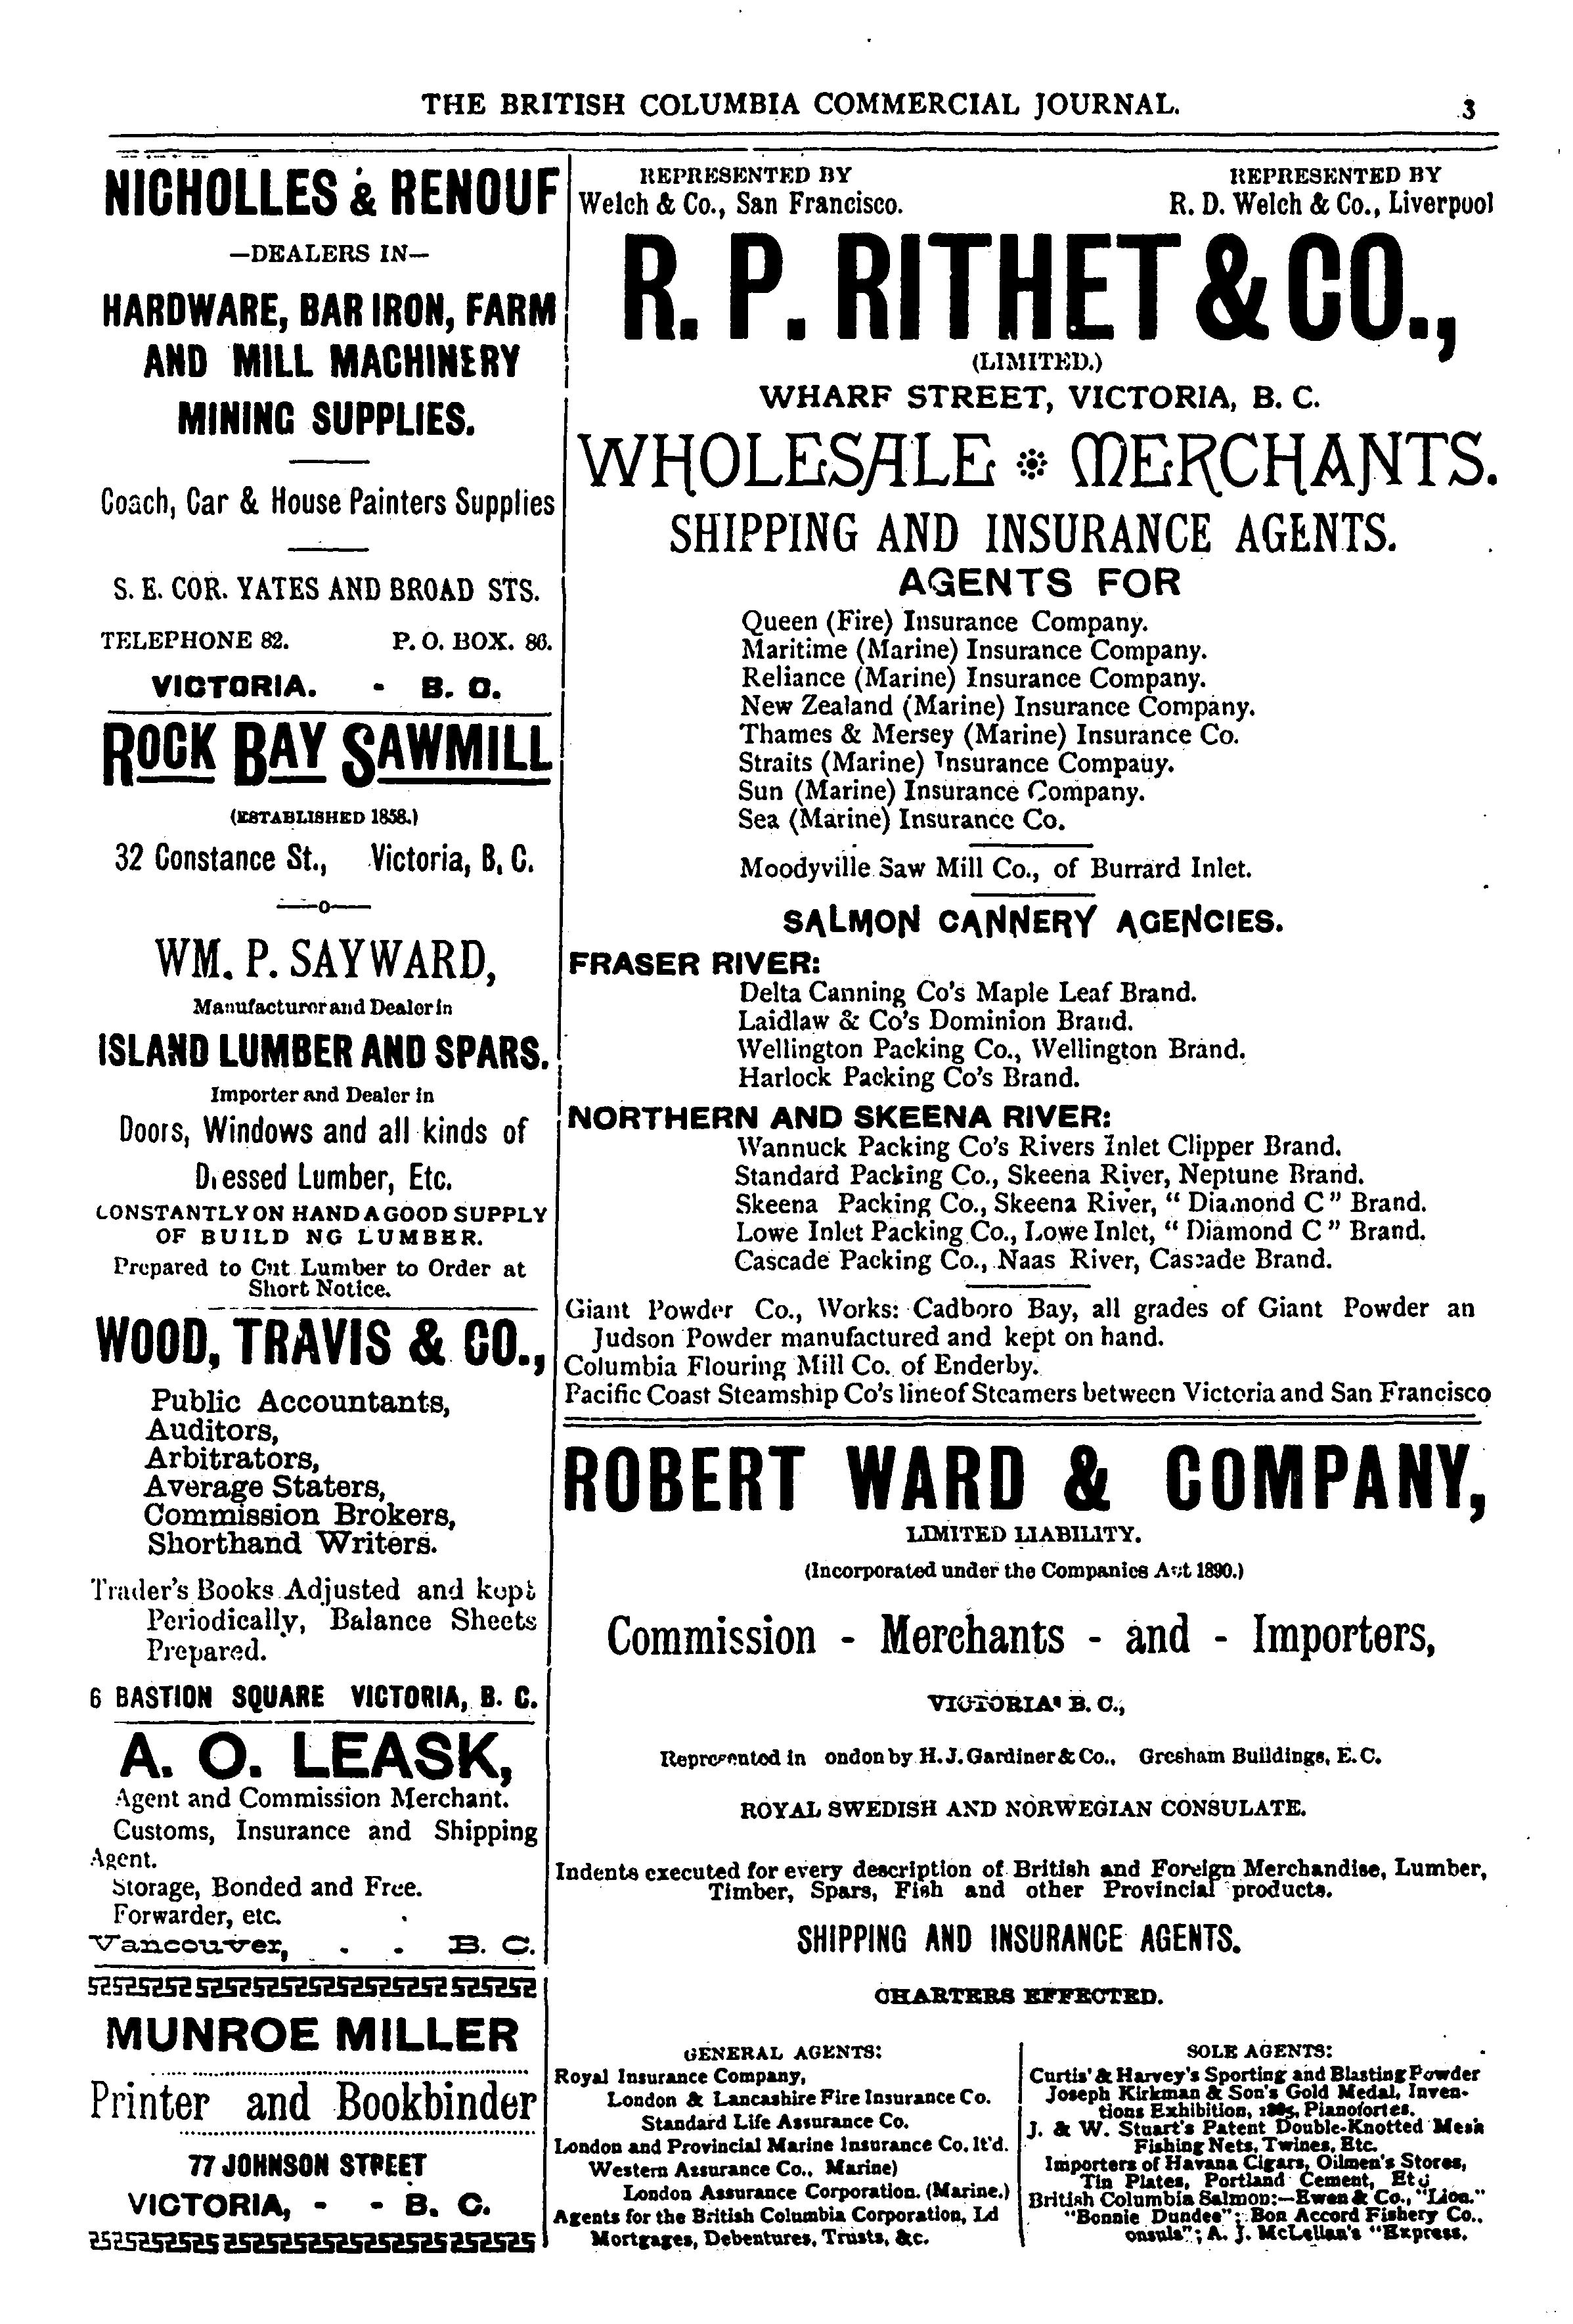 THE BRITISH COLUMBIA COMMERCIAL JOURNAL. 3
NICHOLLES & RENOUF
—DEALERS IN—
HARDWARE, BAR IRON, FARM
AND MILL MACHINERY
MINING SUPPLIES.
Coach, Car & House Painters Supplies
S. E. COR. YATES AND BROAD STS.
TELEPHONE 82. P. O. BOX. 86.
VICTORIA. - B. C.
ROCK BAY SAWMILL
(ESTABLISHED 1858.)
32 Constance St., Victoria, B, C.
—o—
WM. P. SAYWARD,
Manufacturer and Dealer in
ISLAND LUMBER AND SPARS.
Importer and Dealer in
Doors, Windows and all kinds of
Dressed Lumber, Etc.
CONSTANTLY ON HAND A GOOD SUPPLY
OF BUILD NG LUMBER.
Prepared to Cut Lumber to Order at
Short Notice.
WOOD, TRAVIS & CO.,
Public Accountants,
Auditors,
Arbitrators,
Average Staters,
Commission Brokers,
Shorthand Writers.
Trader's Books Adjusted and kept
Periodically, Balance Sheets
Prepared.
6 BASTION SQUARE VICTORIA, B. C.
A. O. LEASK,
Agent and Commission Merchant.
Customs, Insurance and Shipping
Agent.
Storage, Bonded and Free.
Forwarder, etc.
Vancouver, - - B. C.
MUNROE MILLER
Printer and Bookbinder
77 JOHNSON STREET
VICTORIA, - - B. C.
REPRESENTED BY REPRESENTED BY
Welch & Co., San Francisco. R. D. Welch & Co., Liverpool
R. P. RITHET & CO.,
(LIMITED.)
WHARF STREET, VICTORIA, B. C.
WHOLESALE MERCHANTS.
SHIPPING AND INSURANCE AGENTS.
AGENTS FOR
Queen (Fire) Insurance Company.
Maritime (Marine) Insurance Company.
Reliance (Marine) Insurance Company.
New Zealand (Marine) Insurance Company.
Thames & Mersey (Marine) Insurance Co.
Straits (Marine) Insurance Company.
Sun (Marine) Insurance Company.
Sea (Marine) Insurance Co.
Moodyville Saw Mill Co., of Burrard Inlet.
SALMON CANNERY AGENCIES.
FRASER RIVER:
Delta Canning Co's Maple Leaf Brand.
Laidlaw & Co's Dominion Brand.
Wellington Packing Co., Wellington Brand.
Harlock Packing Co's Brand.
NORTHERN AND SKEENA RIVER:
Wannuck Packing Co's Rivers Inlet Clipper Brand.
Standard Packing Co., Skeena River, Neptune Brand.
Skeena Packing Co., Skeena River, "Diamond C" Brand.
Lowe Inlet Packing Co., Lowe Inlet, "Diamond C" Brand.
Cascade Packing Co., Naas River, Cascade Brand.
Giant Powder Co., Works: Cadboro Bay, all grades of Giant Powder an
Judson Powder manufactured and kept on hand.
Columbia Flouring Mill Co. of Enderby.
Pacific Coast Steamship Co's line of Steamers between Victoria and San Francisco
ROBERT WARD & COMPANY,
LIMITED LIABILITY.
(Incorporated under the Companies Act 1890.)
Commission - Merchants - and - Importers,
VICTORIA, B. C.,
Represented in ondon by H. J. Gardiner & Co., Gresham Buildings, E. C.
ROYAL SWEDISH AND NORWEGIAN CONSULATE.
Indents executed for every description of British and Foreign Merchandise, Lumber,
Timber, Spars, Fish and other Provincial products.
SHIPPING AND INSURANCE AGENTS.
CHARTERS EFFECTED.
GENERAL AGENTS:
Royal Insurance Company,
London & Lancashire Fire Insurance Co.
Standard Life Assurance Co.
London and Provincial Marine Insurance Co. lt'd.
Western Assurance Co., Marine)
London Assurance Corporation. (Marine.)
Agents for the British Columbia Corporation, Ld
Mortgages, Debentures, Trusts, &c.
SOLE AGENTS:
Curtis' & Harvey's Sporting and Blasting Powder
Joseph Kirkman & Son's Gold Medal, Inven-
tions Exhibition, 1885, Pianofortes.
J. & W. Stuart's Patent Double-Knotted Mesh
Fishing Nets, Twines, Etc.
Importers of Havana Cigars, Oilmen's Stores,
Tin Plates, Portland Cement, Etc
British Columbia Salmon:—Ewen & Co., "Lion."
"Bonnie Dundee"; Bon Accord Fishery Co.,
onsuls"; A. J. McLellan's "Express.